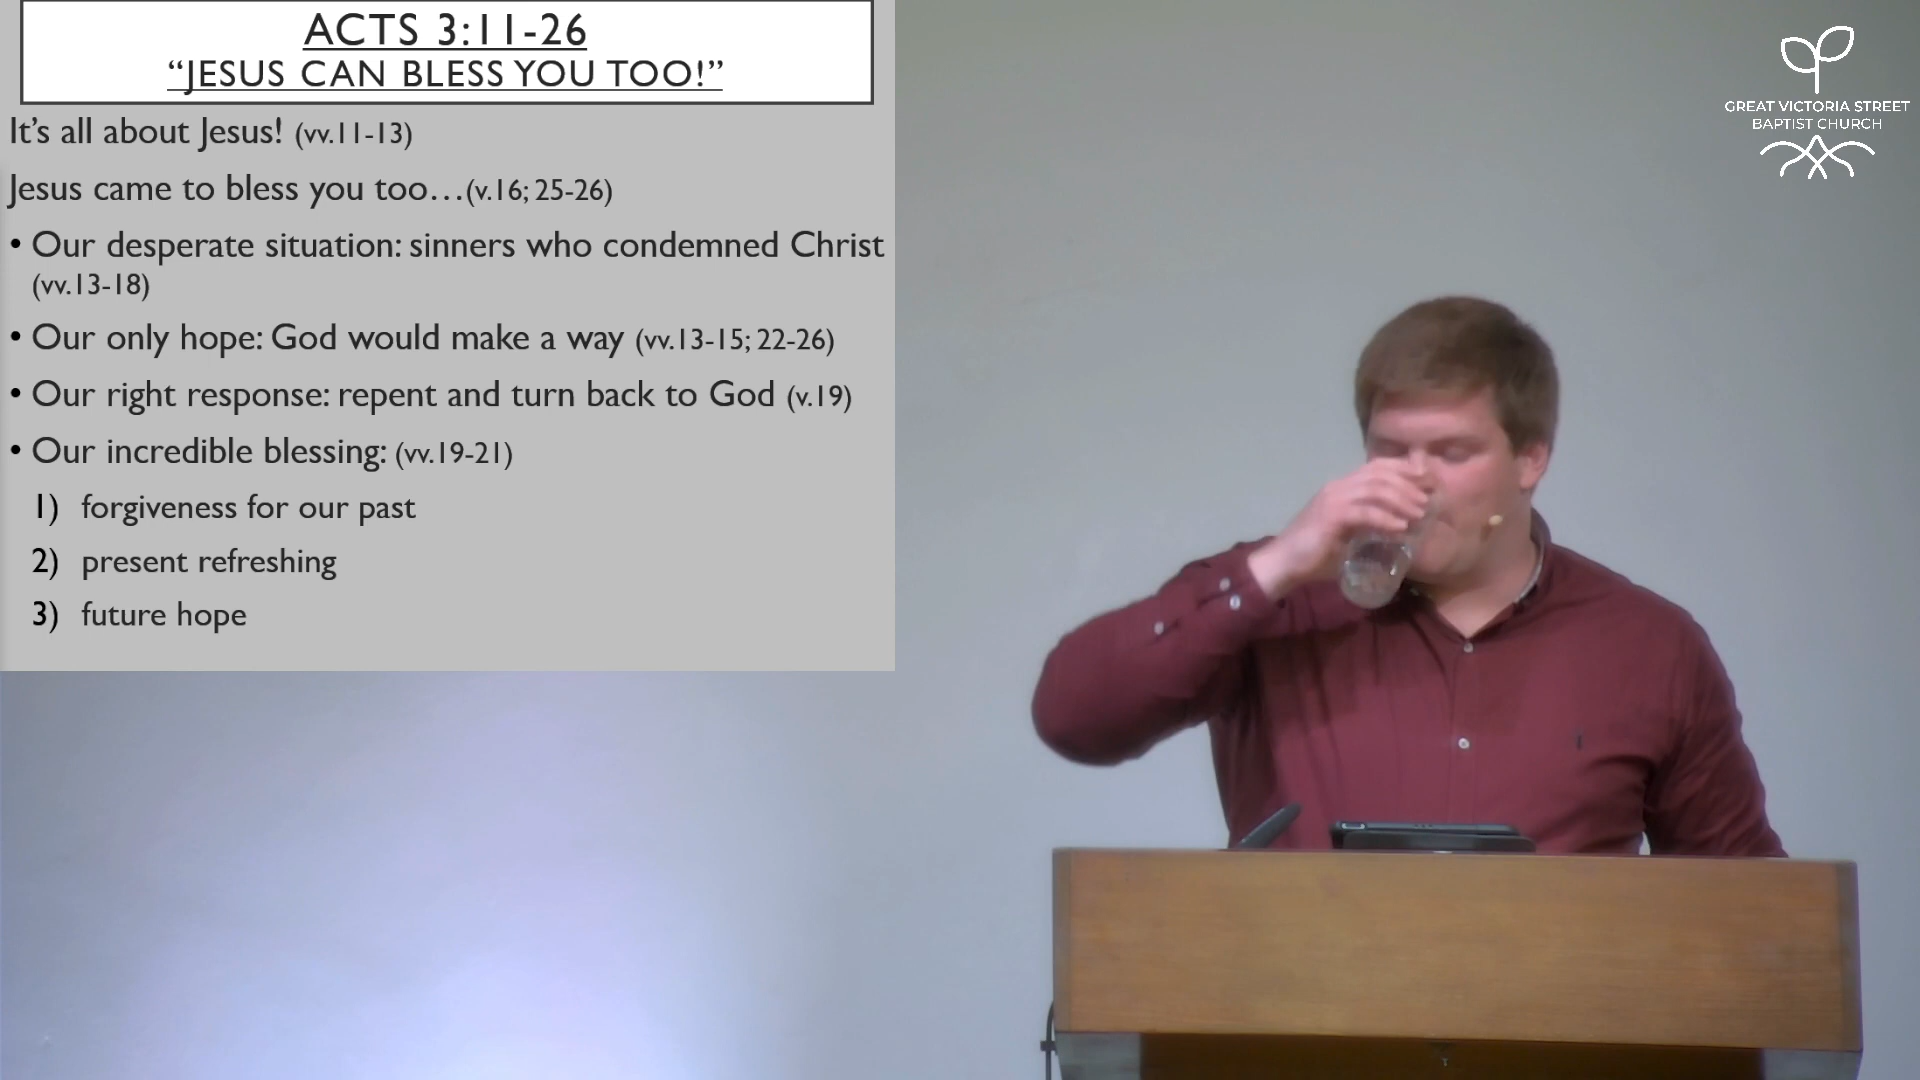 ACTS 3:11-26
“JESUS CAN BLESS YOU TOO!”
It’s all about Jesus! (vv.11-13)
Jesus came to bless you too…(v.16; 25-26)
• Our desperate situation: sinners who condemned Christ
(vv.13-18)
• Our only hope: God would make a way (vv.13-15; 22-26)
• Our right response: repent and turn back to God (v.19)
• Our incredible blessing: (vv.19-21)
1) forgiveness for our past
2) present refreshing
3) future hope
GREAT VICTORIA STREET
BAPTIST CHURCH